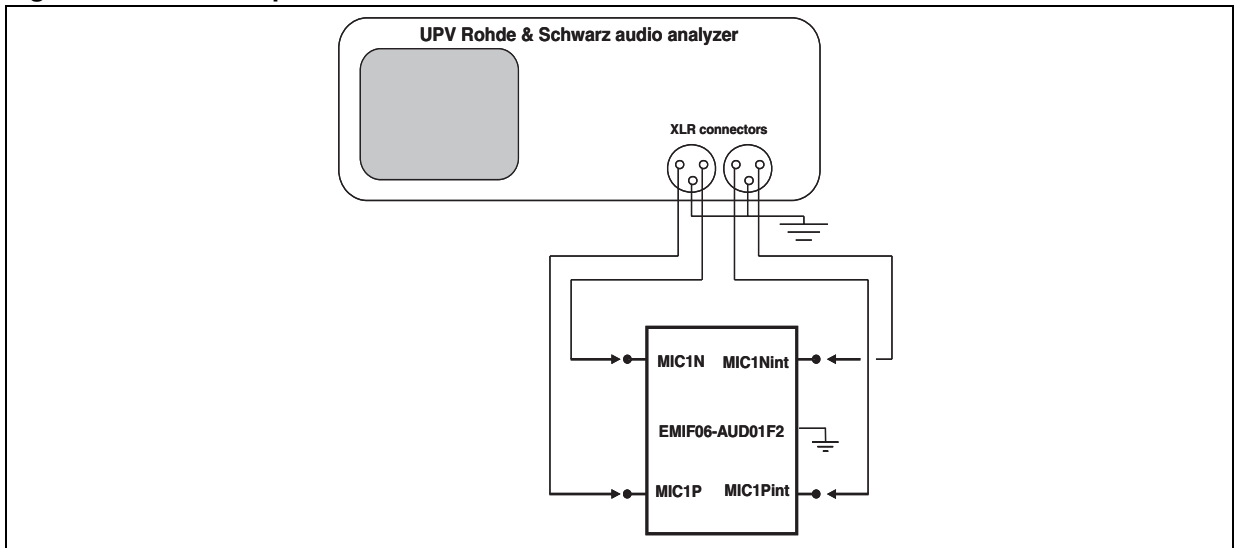 UPV Rohde & Schwarz audio analyzer
XLR connectors
MIC1N MIC1Nint
EMIF06-AUD01F2
MIC1P MIC1Pint